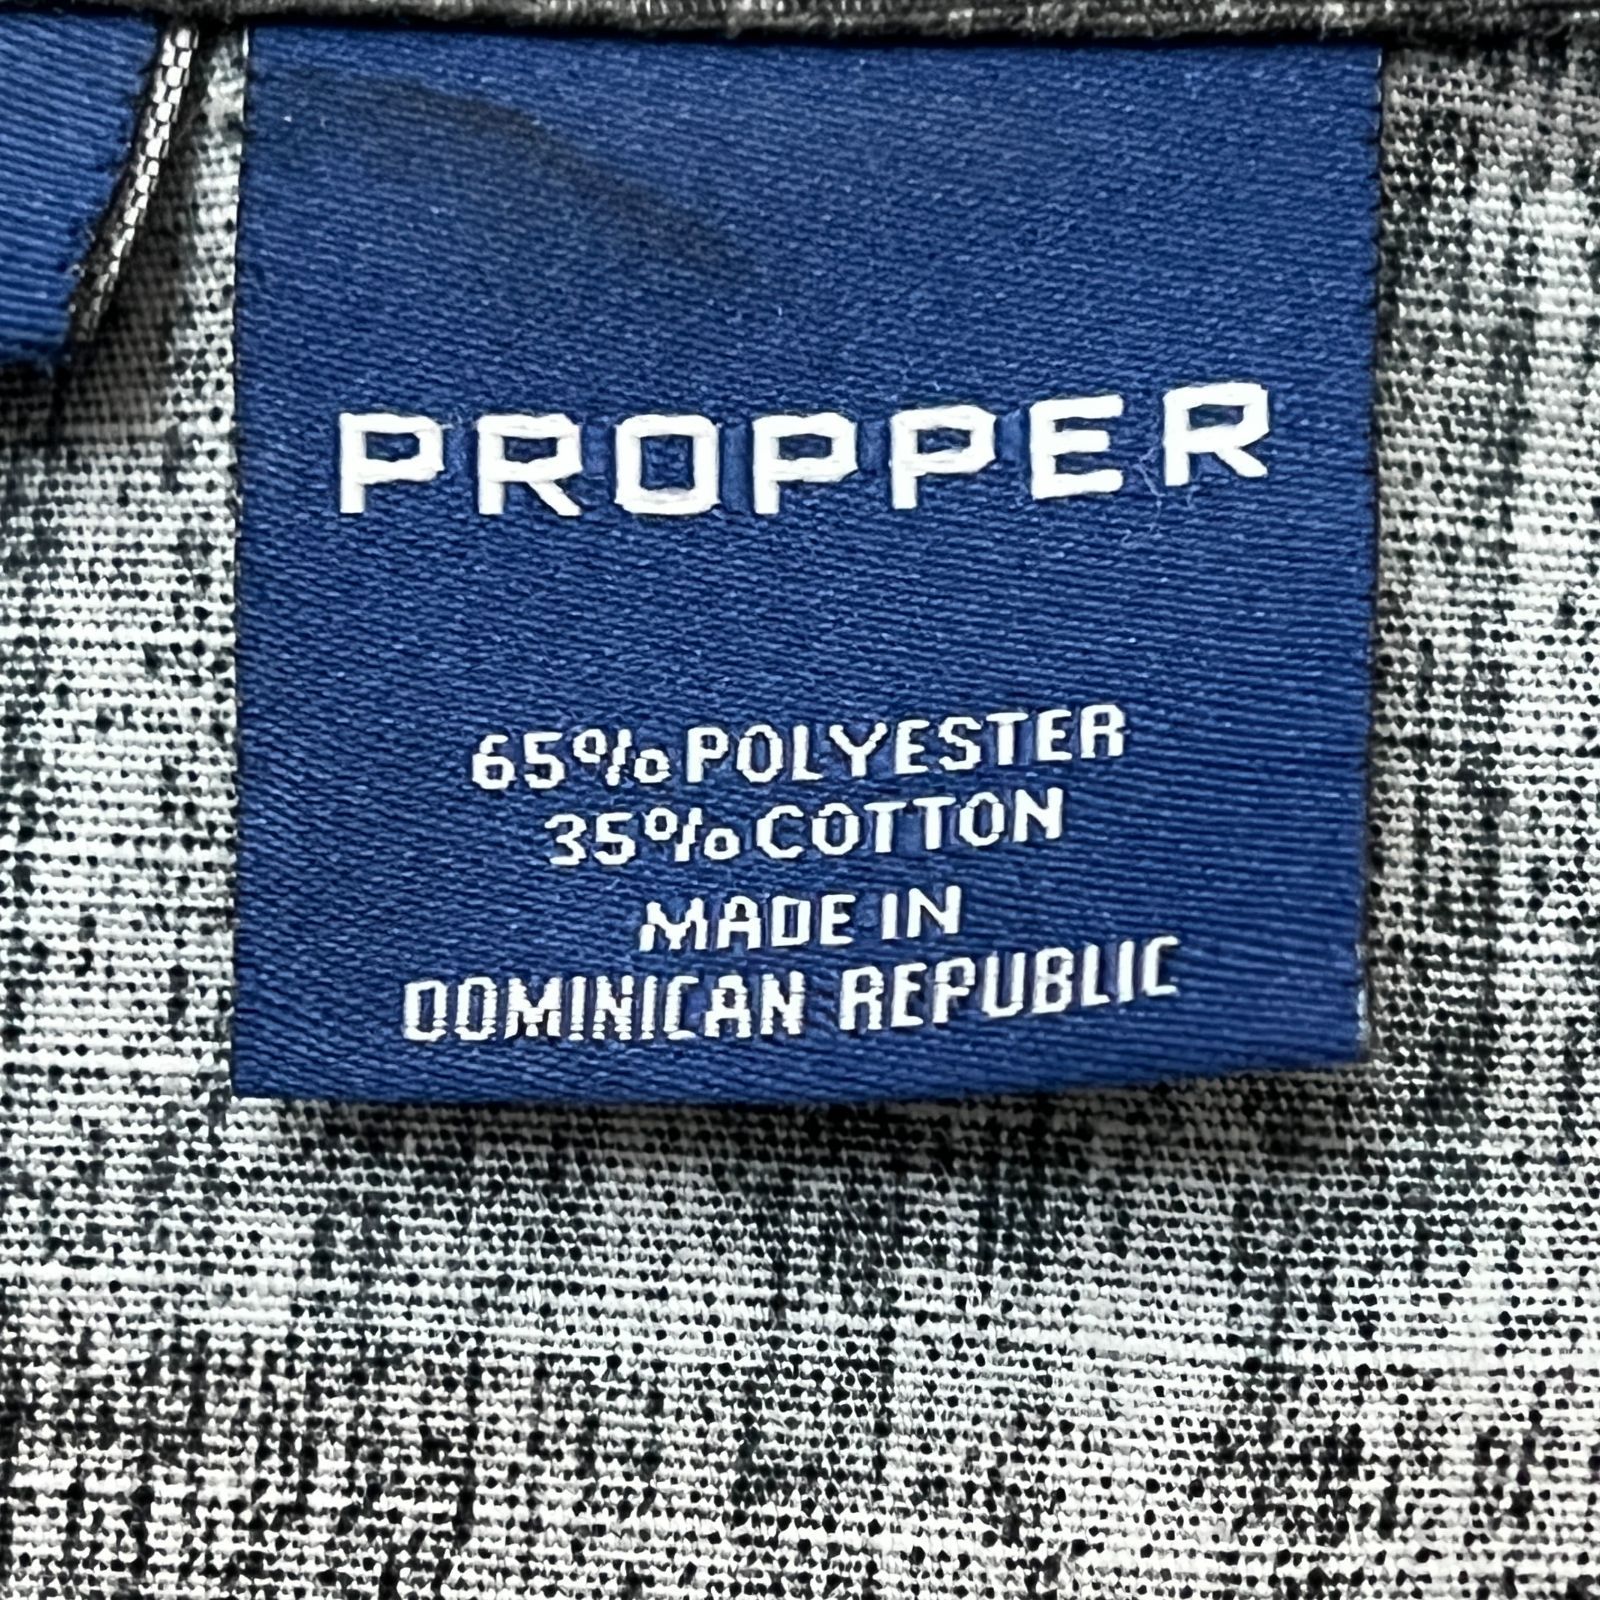 PROPPER
65% POLYESTER
35% COTTON
MADE IN
DOMINICAN REPUBLIC